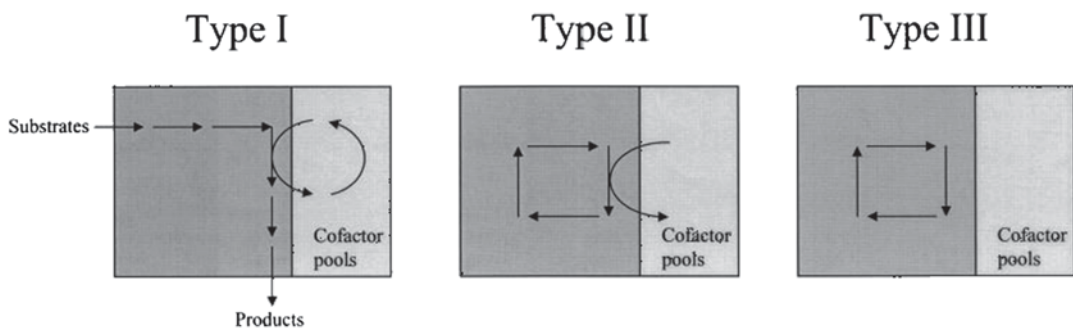 Type I
Type II
Type III
Substrates
Cofactor
pools
Cofactor
pools
Cofactor
pools
Products